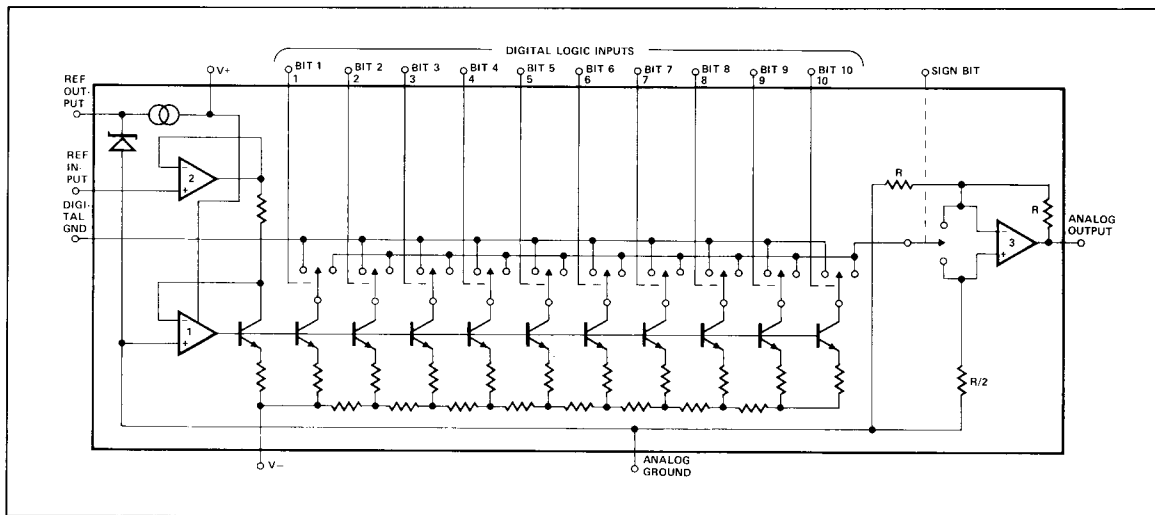 DIGITAL LOGIC INPUTS
V+
BIT 1
1
BIT 2
2
BIT 3
3
BIT 4
4
BIT 5
5
BIT 6
6
BIT 7
7
BIT 8
8
BIT 9
9
BIT 10
10
SIGN BIT
REF
OUT-
PUT
REF
IN-
PUT
DIGI-
TAL
GND
2
−
+
1
−
+
R
R
3
−
+
ANALOG
OUTPUT
R/2
V−
ANALOG
GROUND